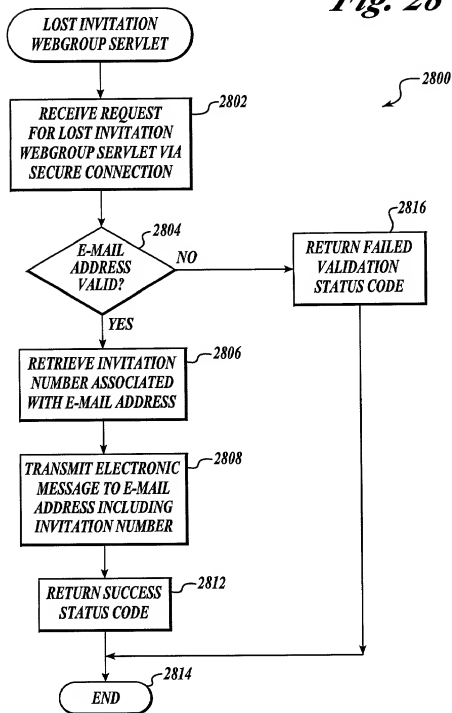 Fig. 28
LOST INVITATION
WEBGROUP SERVLET
2800
2802
RECEIVE REQUEST
FOR LOST INVITATION
WEBGROUP SERVLET VIA
SECURE CONNECTION
2804
E-MAIL
ADDRESS
VALID?
NO
2816
RETURN FAILED
VALIDATION
STATUS CODE
YES
2806
RETRIEVE INVITATION
NUMBER ASSOCIATED
WITH E-MAIL ADDRESS
2808
TRANSMIT ELECTRONIC
MESSAGE TO E-MAIL
ADDRESS INCLUDING
INVITATION NUMBER
2812
RETURN SUCCESS
STATUS CODE
2814
END